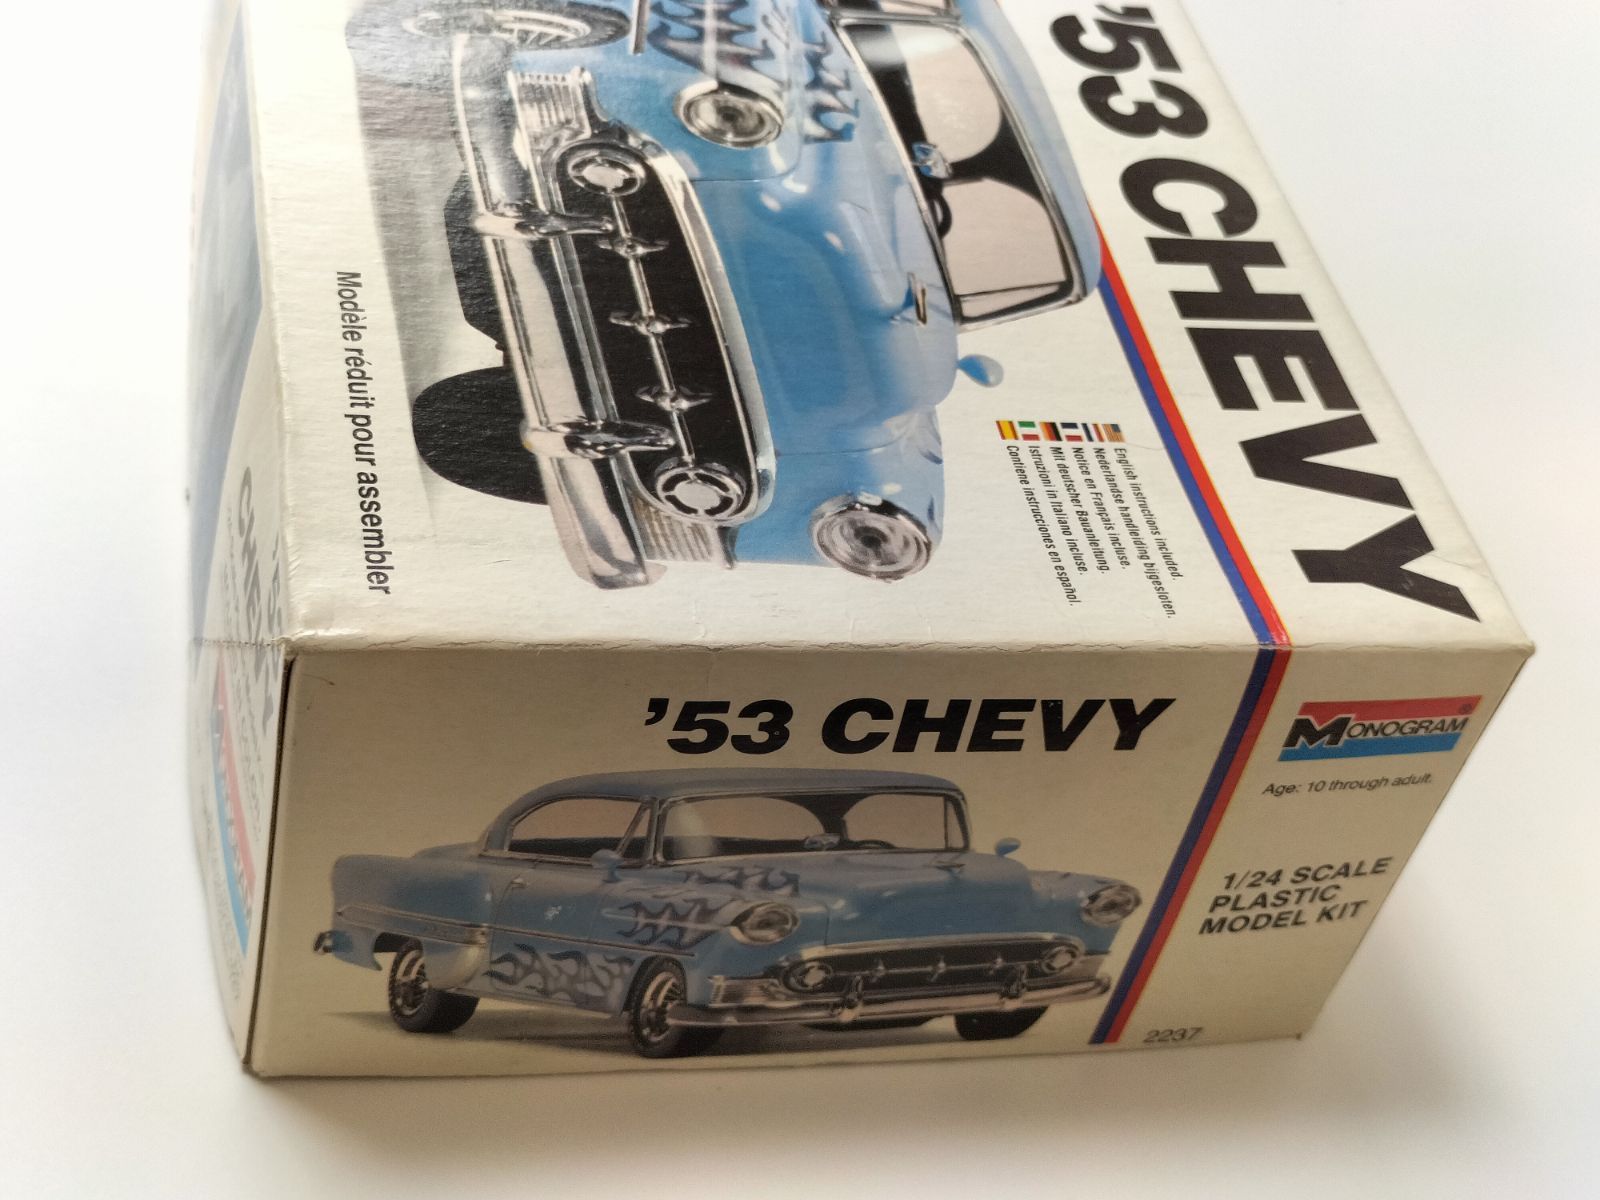 '53 CHEVY
English instructions included.
Nederlandse handleiding bijgesloten.
Notice en Français incluse.
Mit deutscher Bauanleitung.
Istruzioni in Italiano incluse.
Contiene instrucciones en español.
Modèle réduit pour assembler
'53 CHEVY
MONOGRAM®
Age: 10 through adult.
1/24 SCALE
PLASTIC
MODEL KIT
2237
'53
CHEVY